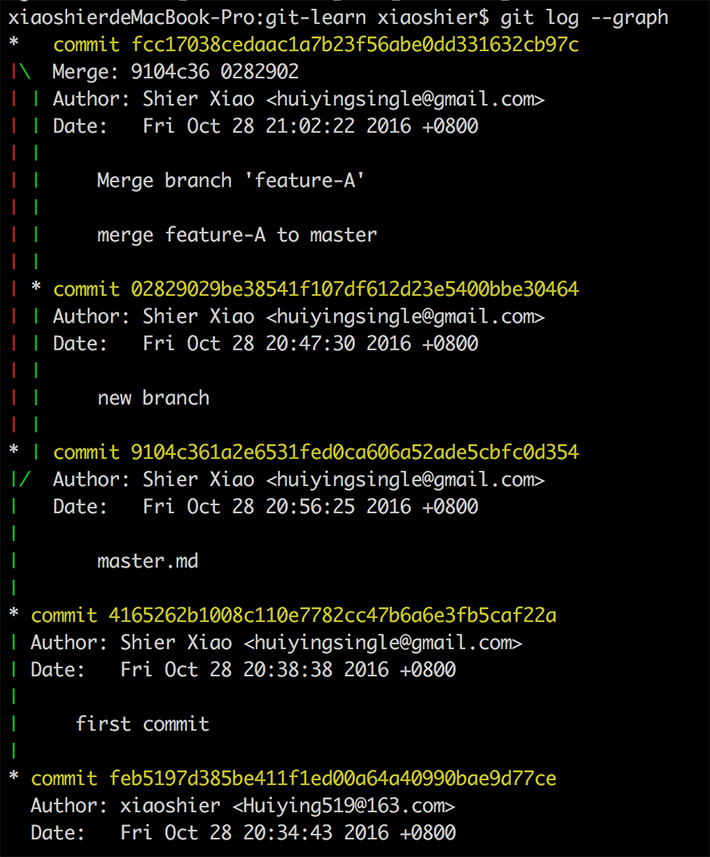 xiaoshierdeMacBook-Pro:git-learn xiaoshier$ git log --graph
*   commit fcc17038cedaac1a7b23f56abe0dd331632cb97c
|\  Merge: 9104c36 0282902
| | Author: Shier Xiao <huiyingsingle@gmail.com>
| | Date:   Fri Oct 28 21:02:22 2016 +0800
| |
| |     Merge branch 'feature-A'
| |
| |     merge feature-A to master
| |
| * commit 02829029be38541f107df612d23e5400bbe30464
| | Author: Shier Xiao <huiyingsingle@gmail.com>
| | Date:   Fri Oct 28 20:47:30 2016 +0800
| |
| |     new branch
| |
* | commit 9104c361a2e6531fed0ca606a52ade5cbfc0d354
|/  Author: Shier Xiao <huiyingsingle@gmail.com>
|   Date:   Fri Oct 28 20:56:25 2016 +0800
|
|       master.md
|
* commit 4165262b1008c110e7782cc47b6a6e3fb5caf22a
| Author: Shier Xiao <huiyingsingle@gmail.com>
| Date:   Fri Oct 28 20:38:38 2016 +0800
|
|     first commit
|
* commit feb5197d385be411f1ed00a64a40990bae9d77ce
  Author: xiaoshier <Huiying519@163.com>
  Date:   Fri Oct 28 20:34:43 2016 +0800